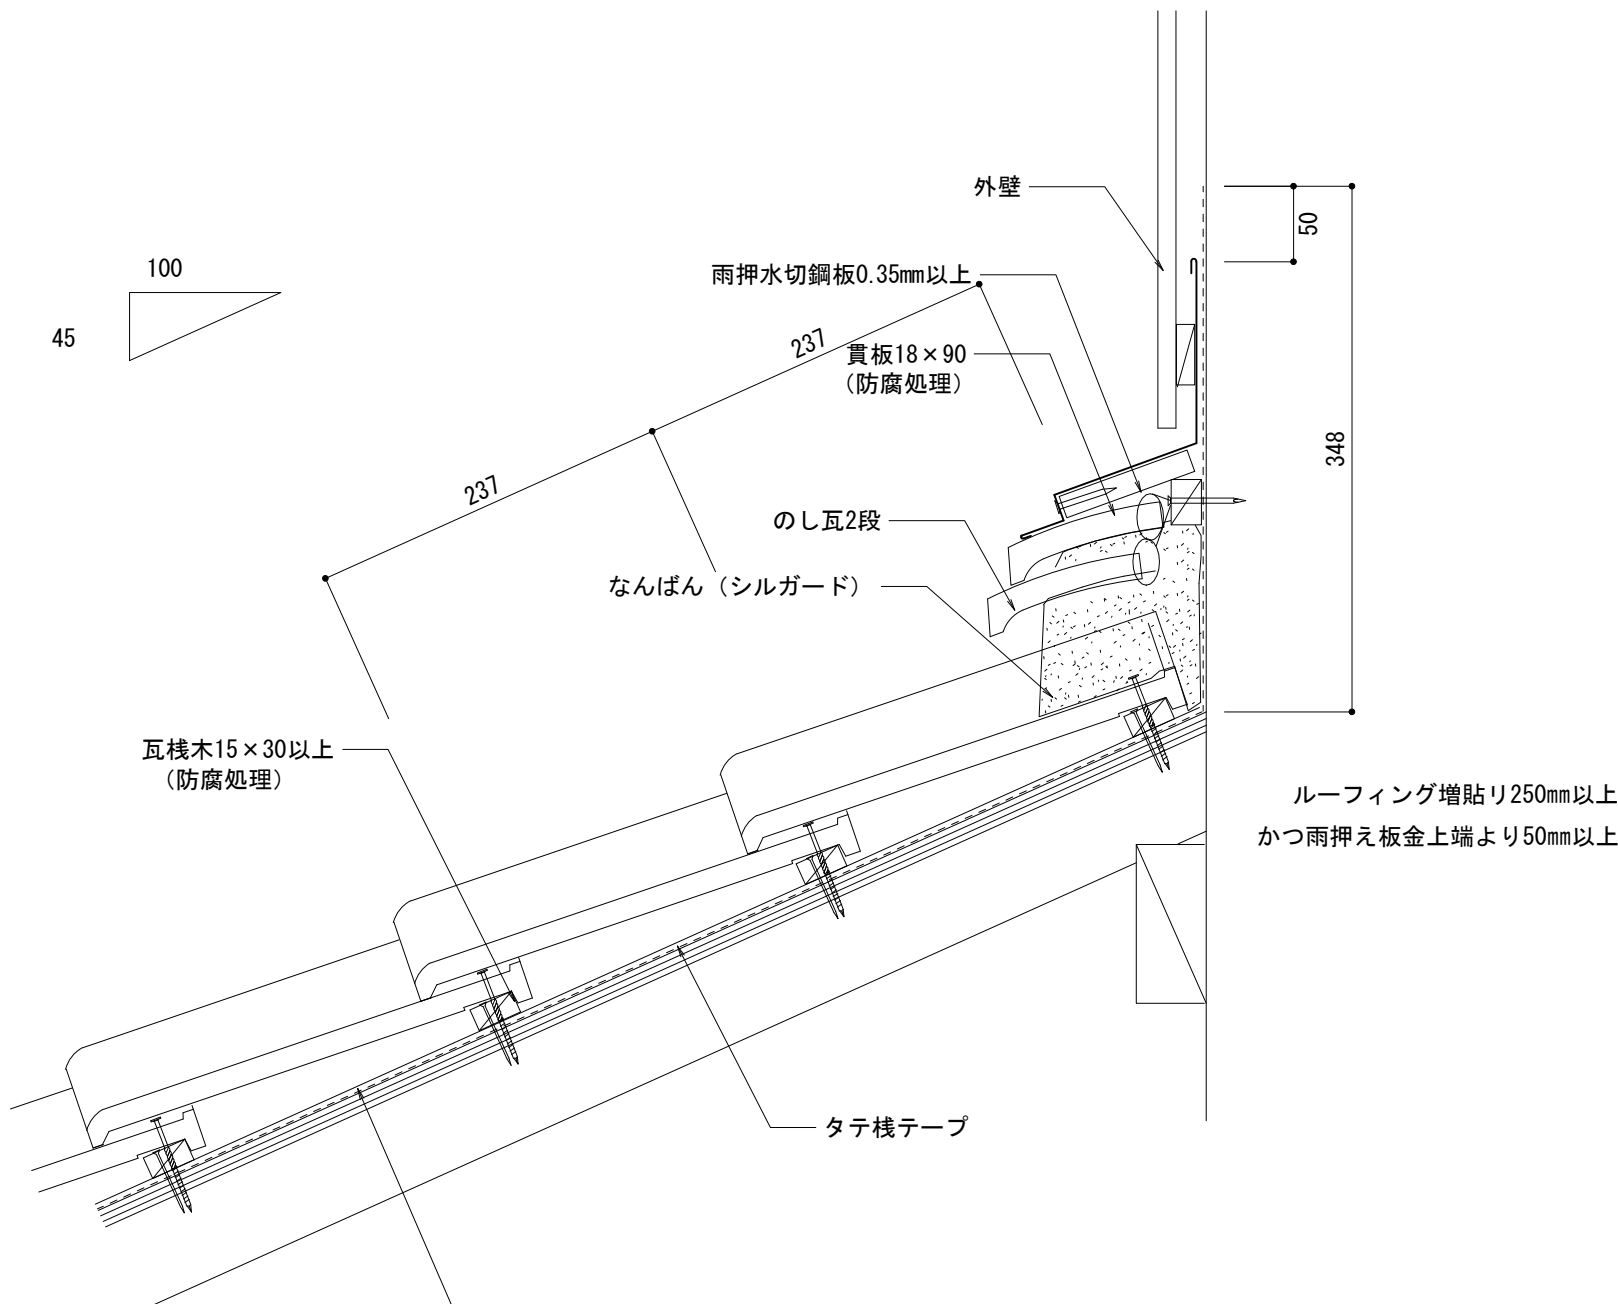 外壁
50
雨押水切鋼板0.35mm以上
100
45
237
貫板18×90
(防腐処理)
348
237
のし瓦2段
なんばん(シルガード)
瓦桟木15×30以上
(防腐処理)
ルーフィング増貼り250mm以上
かつ雨押え板金上端より50mm以上
タテ桟テープ